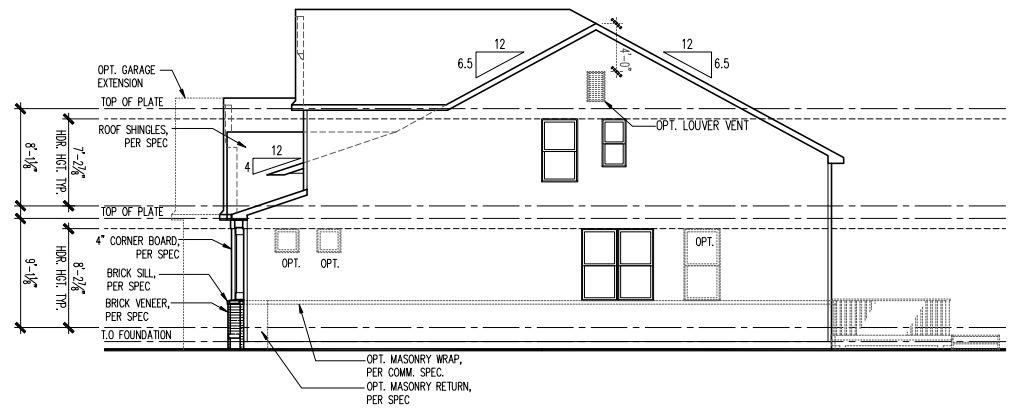 12
6.5
4'-0"
12
6.5
OPT. GARAGE
EXTENSION
TOP OF PLATE
OPT. LOUVER VENT
ROOF SHINGLES,
PER SPEC
12
4
8'-1⅛"
HDR. HGT. TYP.
7'-2⅞"
TOP OF PLATE
4" CORNER BOARD,
PER SPEC
OPT.
OPT.
OPT.
9'-1⅛"
HDR. HGT. TYP.
8'-2⅞"
BRICK SILL,
PER SPEC
BRICK VENEER,
PER SPEC
T.O FOUNDATION
OPT. MASONRY WRAP,
PER COMM. SPEC.
OPT. MASONRY RETURN,
PER SPEC